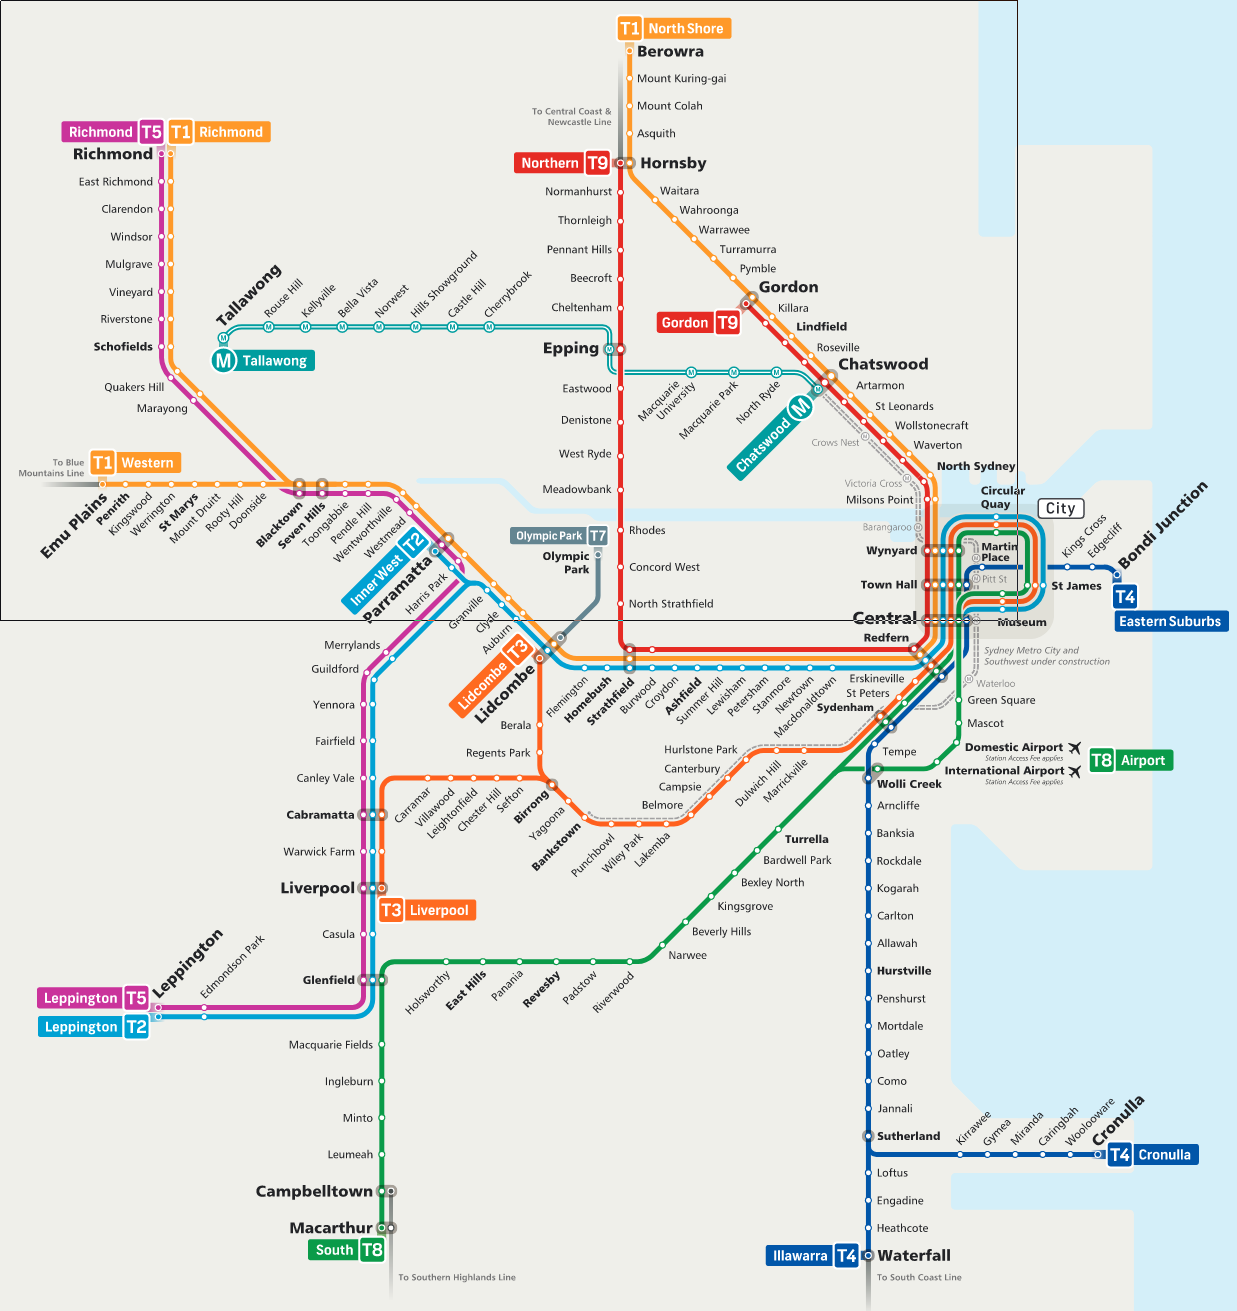 T1 North Shore
Berowra
Mount Kuring-gai
Mount Colah
Asquith
To Central Coast &
Newcastle Line
Northern T9
Hornsby
Richmond T5
T1 Richmond
Richmond
East Richmond
Clarendon
Windsor
Mulgrave
Vineyard
Riverstone
Schofields
Quakers Hill
Marayong
Normanhurst
Thornleigh
Pennant Hills
Beecroft
Cheltenham
Waitara
Wahroonga
Warrawee
Turramurra
Pymble
Gordon
Gordon T9
Killara
Lindfield
Roseville
Chatswood
Artarmon
St Leonards
Wollstonecraft
Waverton
North Sydney
Tallawong
M Tallawong
Rouse Hill
Kellyville
Bella Vista
Norwest
Hills Showground
Castle Hill
Cherrybrook
Epping
Macquarie
University
Macquarie Park
North Ryde
Chatswood M
Crows Nest
Victoria Cross
Barangaroo
Eastwood
Denistone
West Ryde
Meadowbank
Rhodes
Concord West
North Strathfield
To Blue
Mountains Line
T1 Western
Emu Plains
Penrith
Kingswood
Werrington
St Marys
Mount Druitt
Rooty Hill
Doonside
Blacktown
Seven Hills
Toongabbie
Pendle Hill
Wentworthville
Westmead
Inner West T2
Parramatta
Harris Park
Granville
Clyde
Auburn
Olympic Park T7
Olympic
Park
Milsons Point
Circular
Quay
City
Wynyard
Martin
Place
Kings Cross
Edgecliff
Bondi Junction
Town Hall
Pitt St
St James
T4
Eastern Suburbs
Central
Museum
Redfern
Sydney Metro City and
Southwest under construction
Waterloo
Lidcombe T3
Lidcombe
Flemington
Homebush
Strathfield
Burwood
Croydon
Ashfield
Summer Hill
Lewisham
Petersham
Stanmore
Newtown
Macdonaldtown
Erskineville
St Peters
Sydenham
Green Square
Mascot
Domestic Airport
Station Access Fee applies
International Airport
Station Access Fee applies
T8 Airport
Tempe
Wolli Creek
Merrylands
Guildford
Yennora
Fairfield
Canley Vale
Cabramatta
Warwick Farm
Liverpool
T3 Liverpool
Casula
Glenfield
Berala
Regents Park
Carramar
Villawood
Leightonfield
Chester Hill
Sefton
Birrong
Yagoona
Bankstown
Punchbowl
Wiley Park
Lakemba
Belmore
Campsie
Canterbury
Hurlstone Park
Dulwich Hill
Marrickville
Turrella
Bardwell Park
Bexley North
Kingsgrove
Beverly Hills
Narwee
Riverwood
Padstow
Revesby
Panania
East Hills
Holsworthy
Leppington
Edmondson Park
Leppington T5
Leppington T2
Macquarie Fields
Ingleburn
Minto
Leumeah
Campbelltown
Macarthur
South T8
To Southern Highlands Line
Arncliffe
Banksia
Rockdale
Kogarah
Carlton
Allawah
Hurstville
Penshurst
Mortdale
Oatley
Como
Jannali
Sutherland
Kirrawee
Gymea
Miranda
Caringbah
Woolooware
Cronulla
T4 Cronulla
Loftus
Engadine
Heathcote
Illawarra T4
Waterfall
To South Coast Line